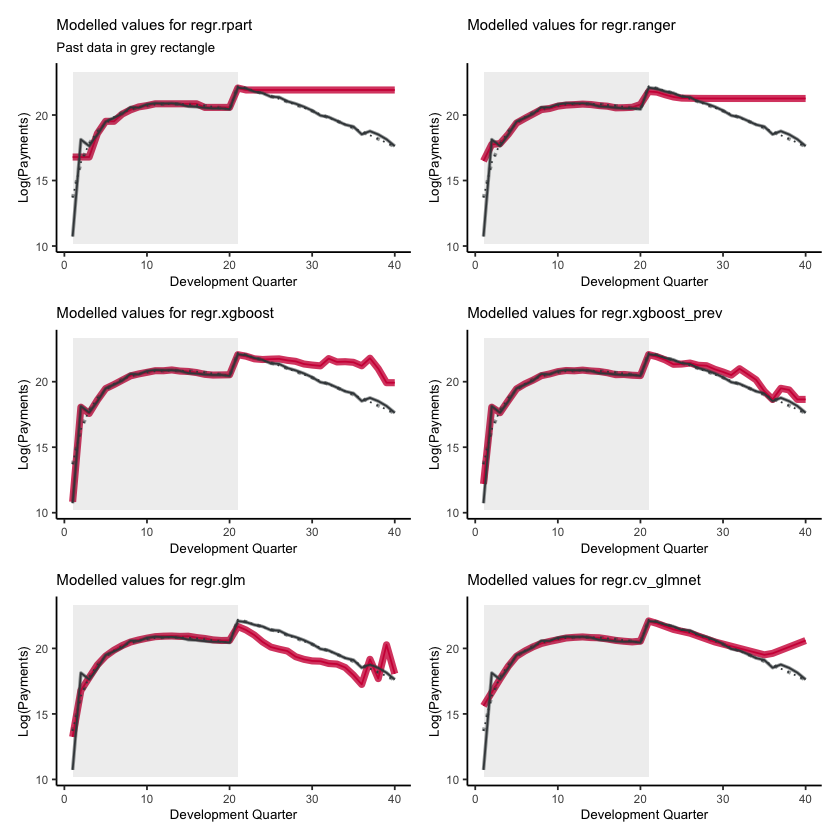 Modelled values for regr.rpart
Past data in grey rectangle
Log(Payments)
20
15
10
0
10
20
30
40
Development Quarter
Modelled values for regr.ranger
Log(Payments)
20
15
10
0
10
20
30
40
Development Quarter
Modelled values for regr.xgboost
Log(Payments)
20
15
10
0
10
20
30
40
Development Quarter
Modelled values for regr.xgboost_prev
Log(Payments)
20
15
10
0
10
20
30
40
Development Quarter
Modelled values for regr.glm
Log(Payments)
20
15
10
0
10
20
30
40
Development Quarter
Modelled values for regr.cv_glmnet
Log(Payments)
20
15
10
0
10
20
30
40
Development Quarter